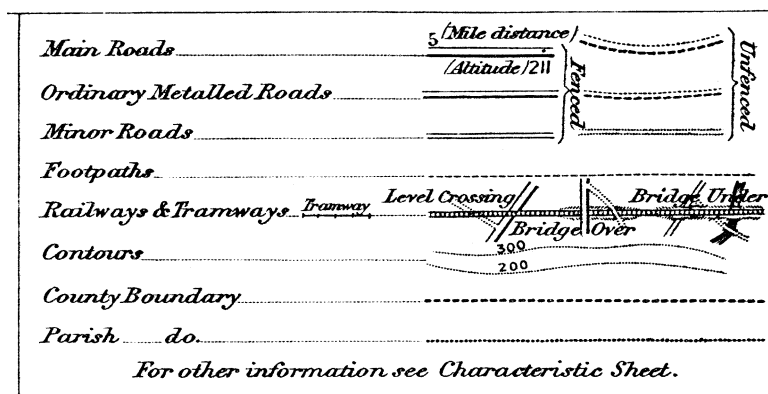 Main Roads 5 (Mile distance)
(Altitude) 211
Ordinary Metalled Roads
Minor Roads
Fenced
Unfenced
Footpaths
Railways & Tramways Tramway Level Crossing Bridge Under
Bridge Over
Contours 300
200
County Boundary
Parish do.
For other information see Characteristic Sheet.